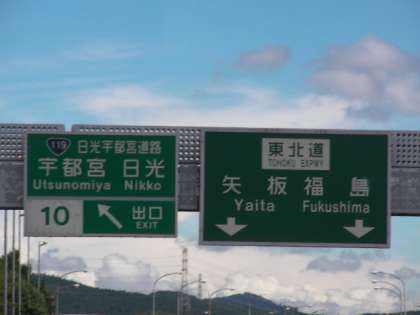 119 日光宇都宮道路
宇都宮 日光
Utsunomiya Nikko
10 出口
EXIT
東北道
TOHOKU EXPWY
矢板 福島
Yaita Fukushima